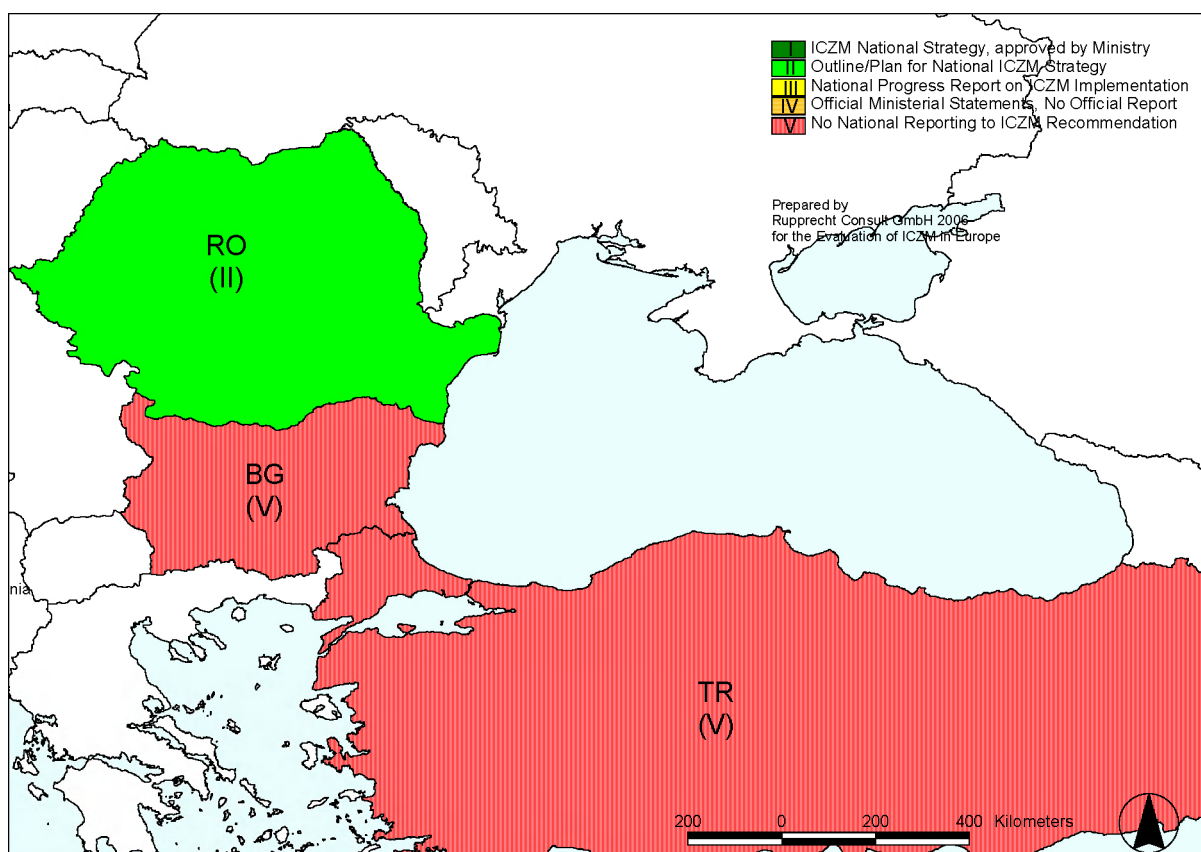 I ICZM National Strategy, approved by Ministry
II Outline/Plan for National ICZM Strategy
III National Progress Report on ICZM Implementation
IV Official Ministerial Statements, No Official Report
V No National Reporting to ICZM Recommendation
Prepared by
Rupprecht Consult GmbH 2006
for the Evaluation of ICZM in Europe
RO
(II)
BG
(V)
nia
TR
(V)
200 0 200 400 Kilometers